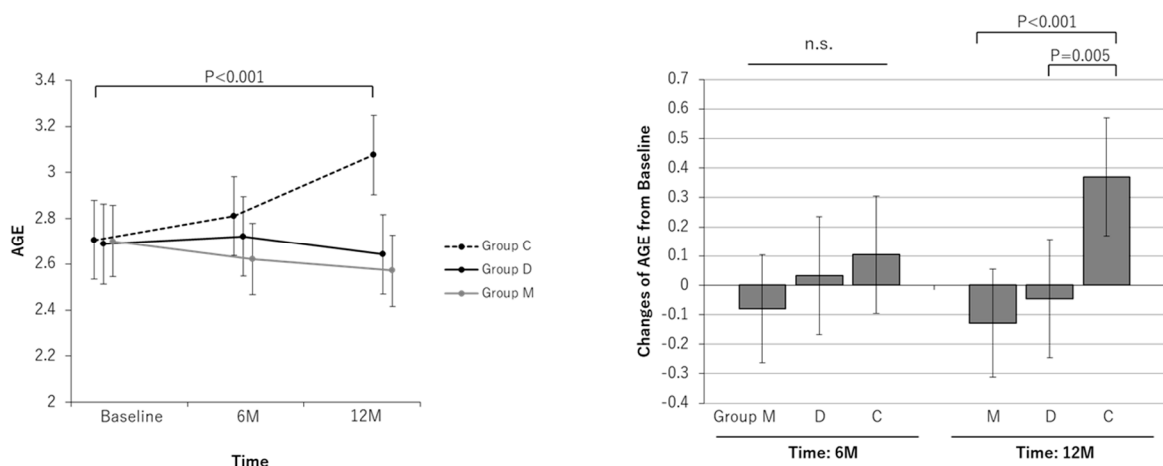 P<0.001
3.4
3.2
3
2.8
2.6
2.4
2.2
2
AGE
Baseline 6M 12M
Time
Group C
Group D
Group M
n.s.
P<0.001
P=0.005
0.7
0.6
0.5
0.4
0.3
0.2
0.1
0
-0.1
-0.2
-0.3
-0.4
Changes of AGE from Baseline
Group M D C M D C
Time: 6M Time: 12M